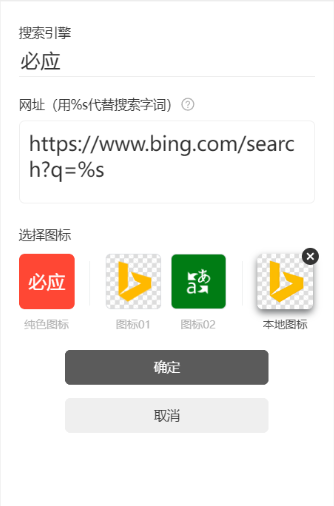 搜索引擎
必应
网址（用%s代替搜索字词）
https://www.bing.com/searc
h?q=%s
选择图标
必应
あ
a
纯色图标
图标01
图标02
本地图标
确定
取消